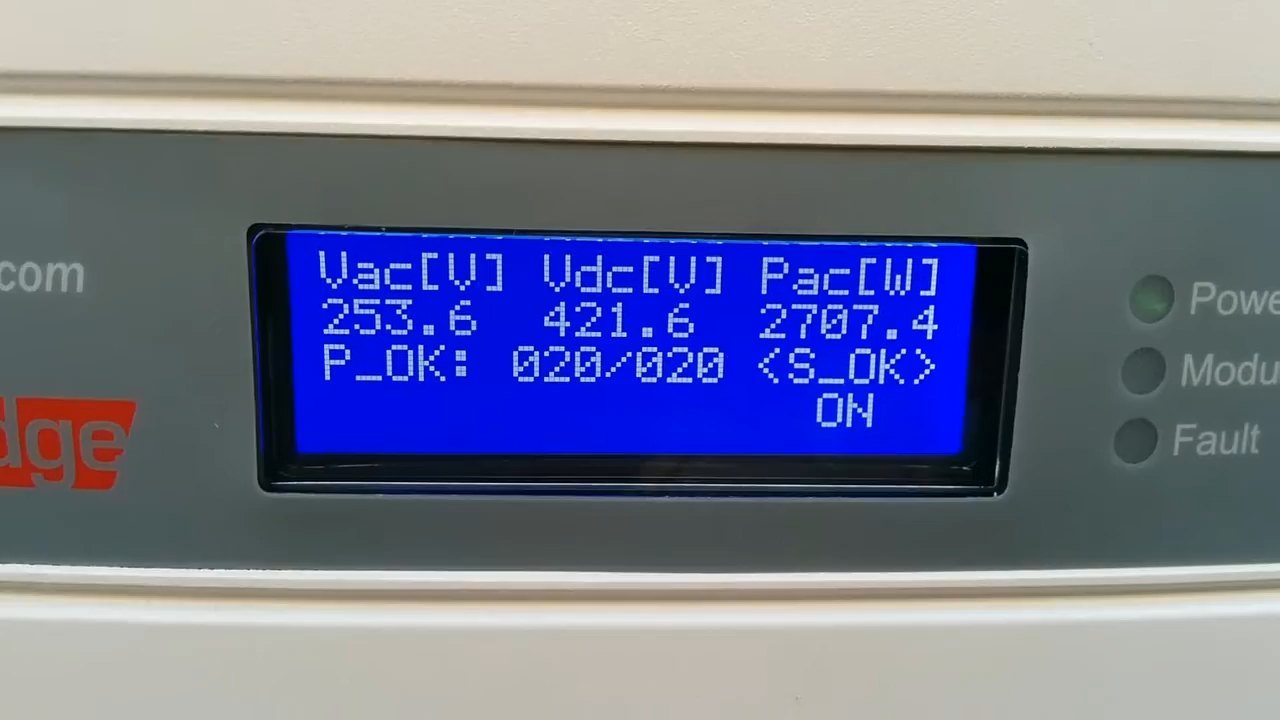 .com
dge
Vac[V] Vdc[V] Pac[W]
253.6 421.6 2707.4
P_OK: 020/020 <S_OK>
ON
Powe
Modu
Fault